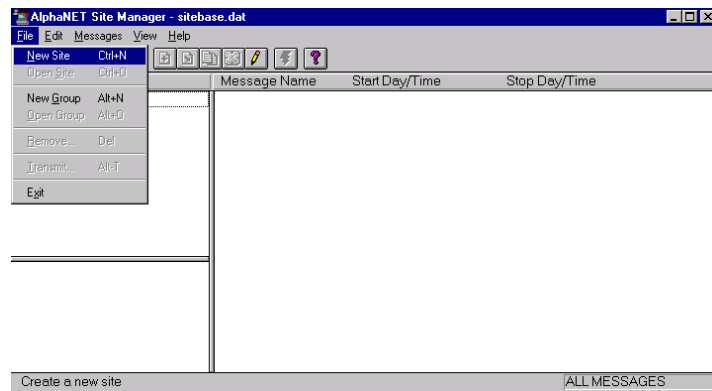 AlphaNET Site Manager - sitebase.dat
File Edit Messages View Help
New Site Ctrl+N
Open Site Ctrl+O
Message Name Start Day/Time Stop Day/Time
New Group Alt+N
Open Group Alt+O
Remove... Del
Transmit... Alt-T
Exit
Create a new site ALL MESSAGES